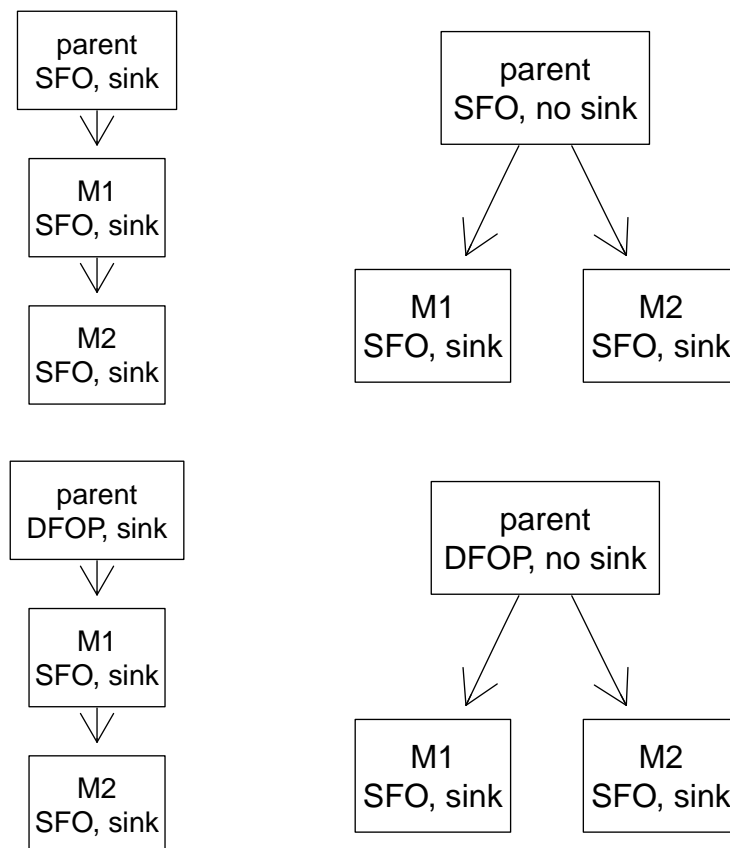 parent
SFO, sink
M1
SFO, sink
M2
SFO, sink
parent
SFO, no sink
M1
SFO, sink
M2
SFO, sink
parent
DFOP, sink
M1
SFO, sink
M2
SFO, sink
parent
DFOP, no sink
M1
SFO, sink
M2
SFO, sink